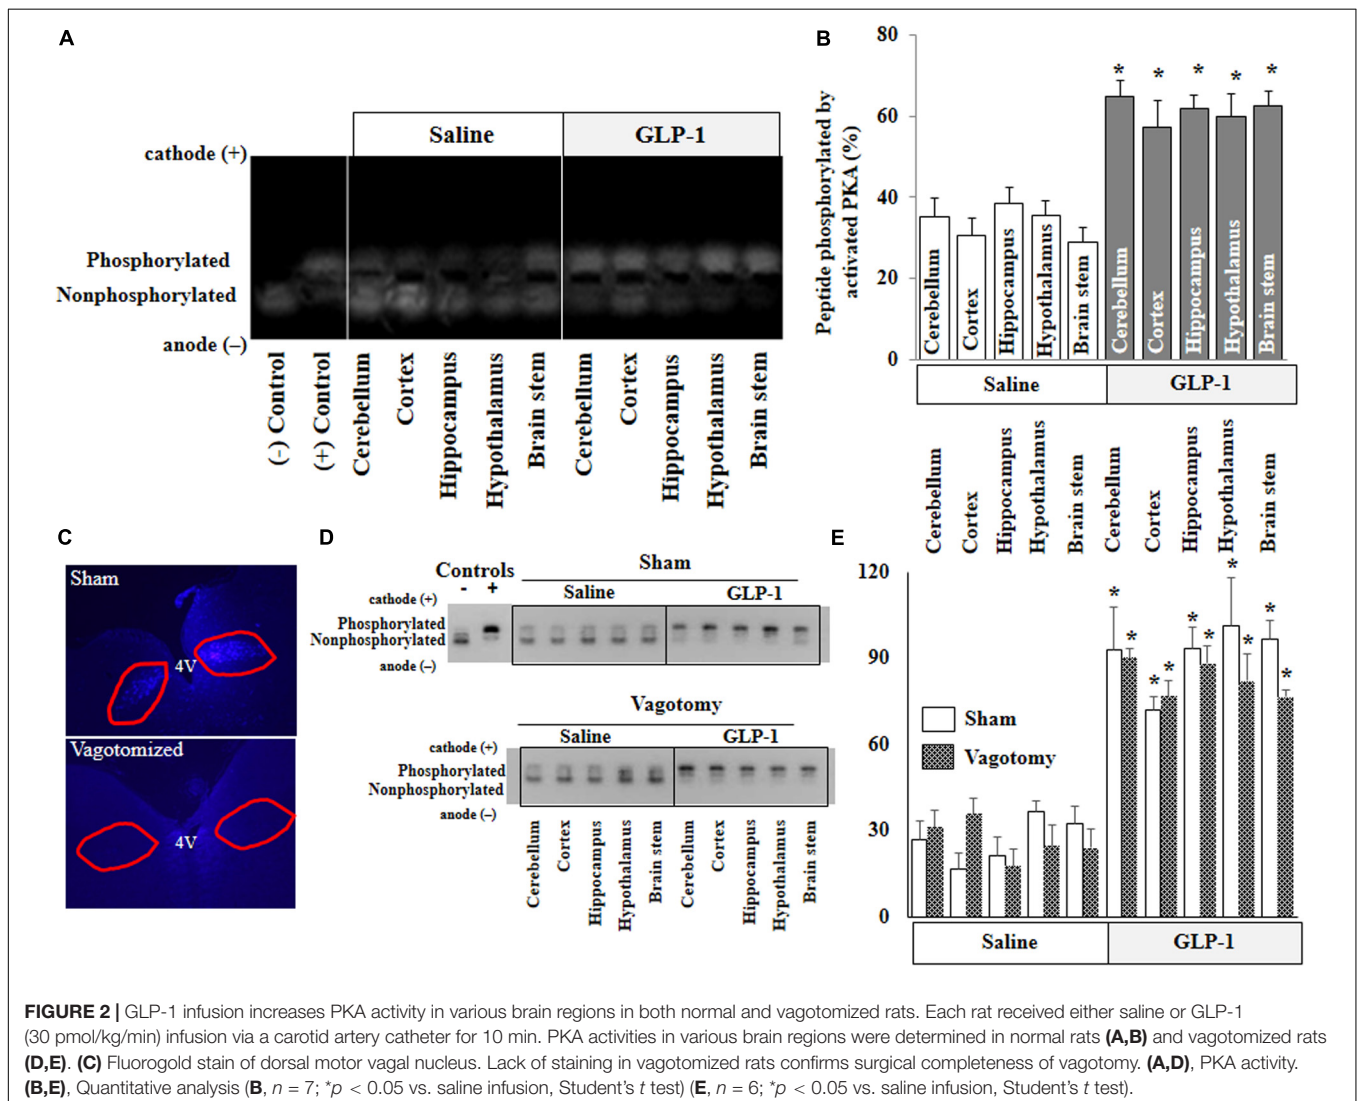 A
Saline
GLP-1
cathode (+)
Phosphorylated
Nonphosphorylated
anode (–)
(-) Control
(+) Control
Cerebellum
Cortex
Hippocampus
Hypothalamus
Brain stem
Cerebellum
Cortex
Hippocampus
Hypothalamus
Brain stem
B
Peptide phosphorylated by
activated PKA (%)
80
60
40
20
0
* * * * *
Cerebellum
Cortex
Hippocampus
Hypothalamus
Brain stem
Cerebellum
Cortex
Hippocampus
Hypothalamus
Brain stem
Saline
GLP-1
C
Sham
4V
Vagotomized
4V
D
Controls
- +
Sham
Saline
GLP-1
cathode (+)
Phosphorylated
Nonphosphorylated
anode (–)
Vagotomy
Saline
GLP-1
cathode (+)
Phosphorylated
Nonphosphorylated
anode (–)
Cerebellum
Cortex
Hippocampus
Hypothalamus
Brain stem
Cerebellum
Cortex
Hippocampus
Hypothalamus
Brain stem
E
Cerebellum
Cortex
Hippocampus
Hypothalamus
Brain stem
Cerebellum
Cortex
Hippocampus
Hypothalamus
Brain stem
120
90
60
30
0
* * * * * * * * * *
Sham
Vagotomy
Saline
GLP-1
FIGURE 2 | GLP-1 infusion increases PKA activity in various brain regions in both normal and vagotomized rats. Each rat received either saline or GLP-1
(30 pmol/kg/min) infusion via a carotid artery catheter for 10 min. PKA activities in various brain regions were determined in normal rats (A,B) and vagotomized rats
(D,E). (C) Fluorogold stain of dorsal motor vagal nucleus. Lack of staining in vagotomized rats confirms surgical completeness of vagotomy. (A,D), PKA activity.
(B,E), Quantitative analysis (B, n = 7; *p < 0.05 vs. saline infusion, Student's t test) (E, n = 6; *p < 0.05 vs. saline infusion, Student's t test).